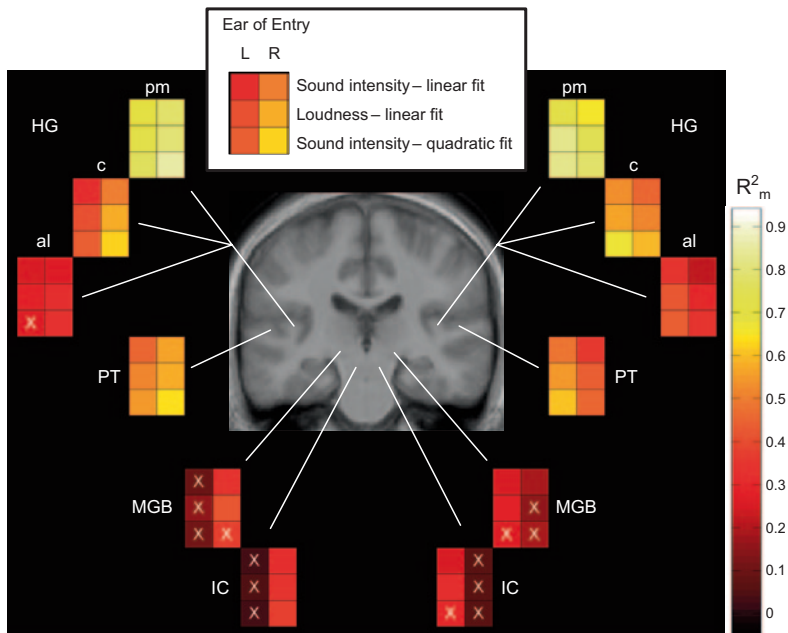 Ear of Entry
L R
Sound intensity – linear fit
Loudness – linear fit
Sound intensity – quadratic fit
pm
HG
c
al
X
PT
pm
HG
c
al
PT
MGB
X
X
X X
IC
X
X
X
MGB
X
X X
IC
X
X
X X
R²m
0.9
0.8
0.7
0.6
0.5
0.4
0.3
0.2
0.1
0